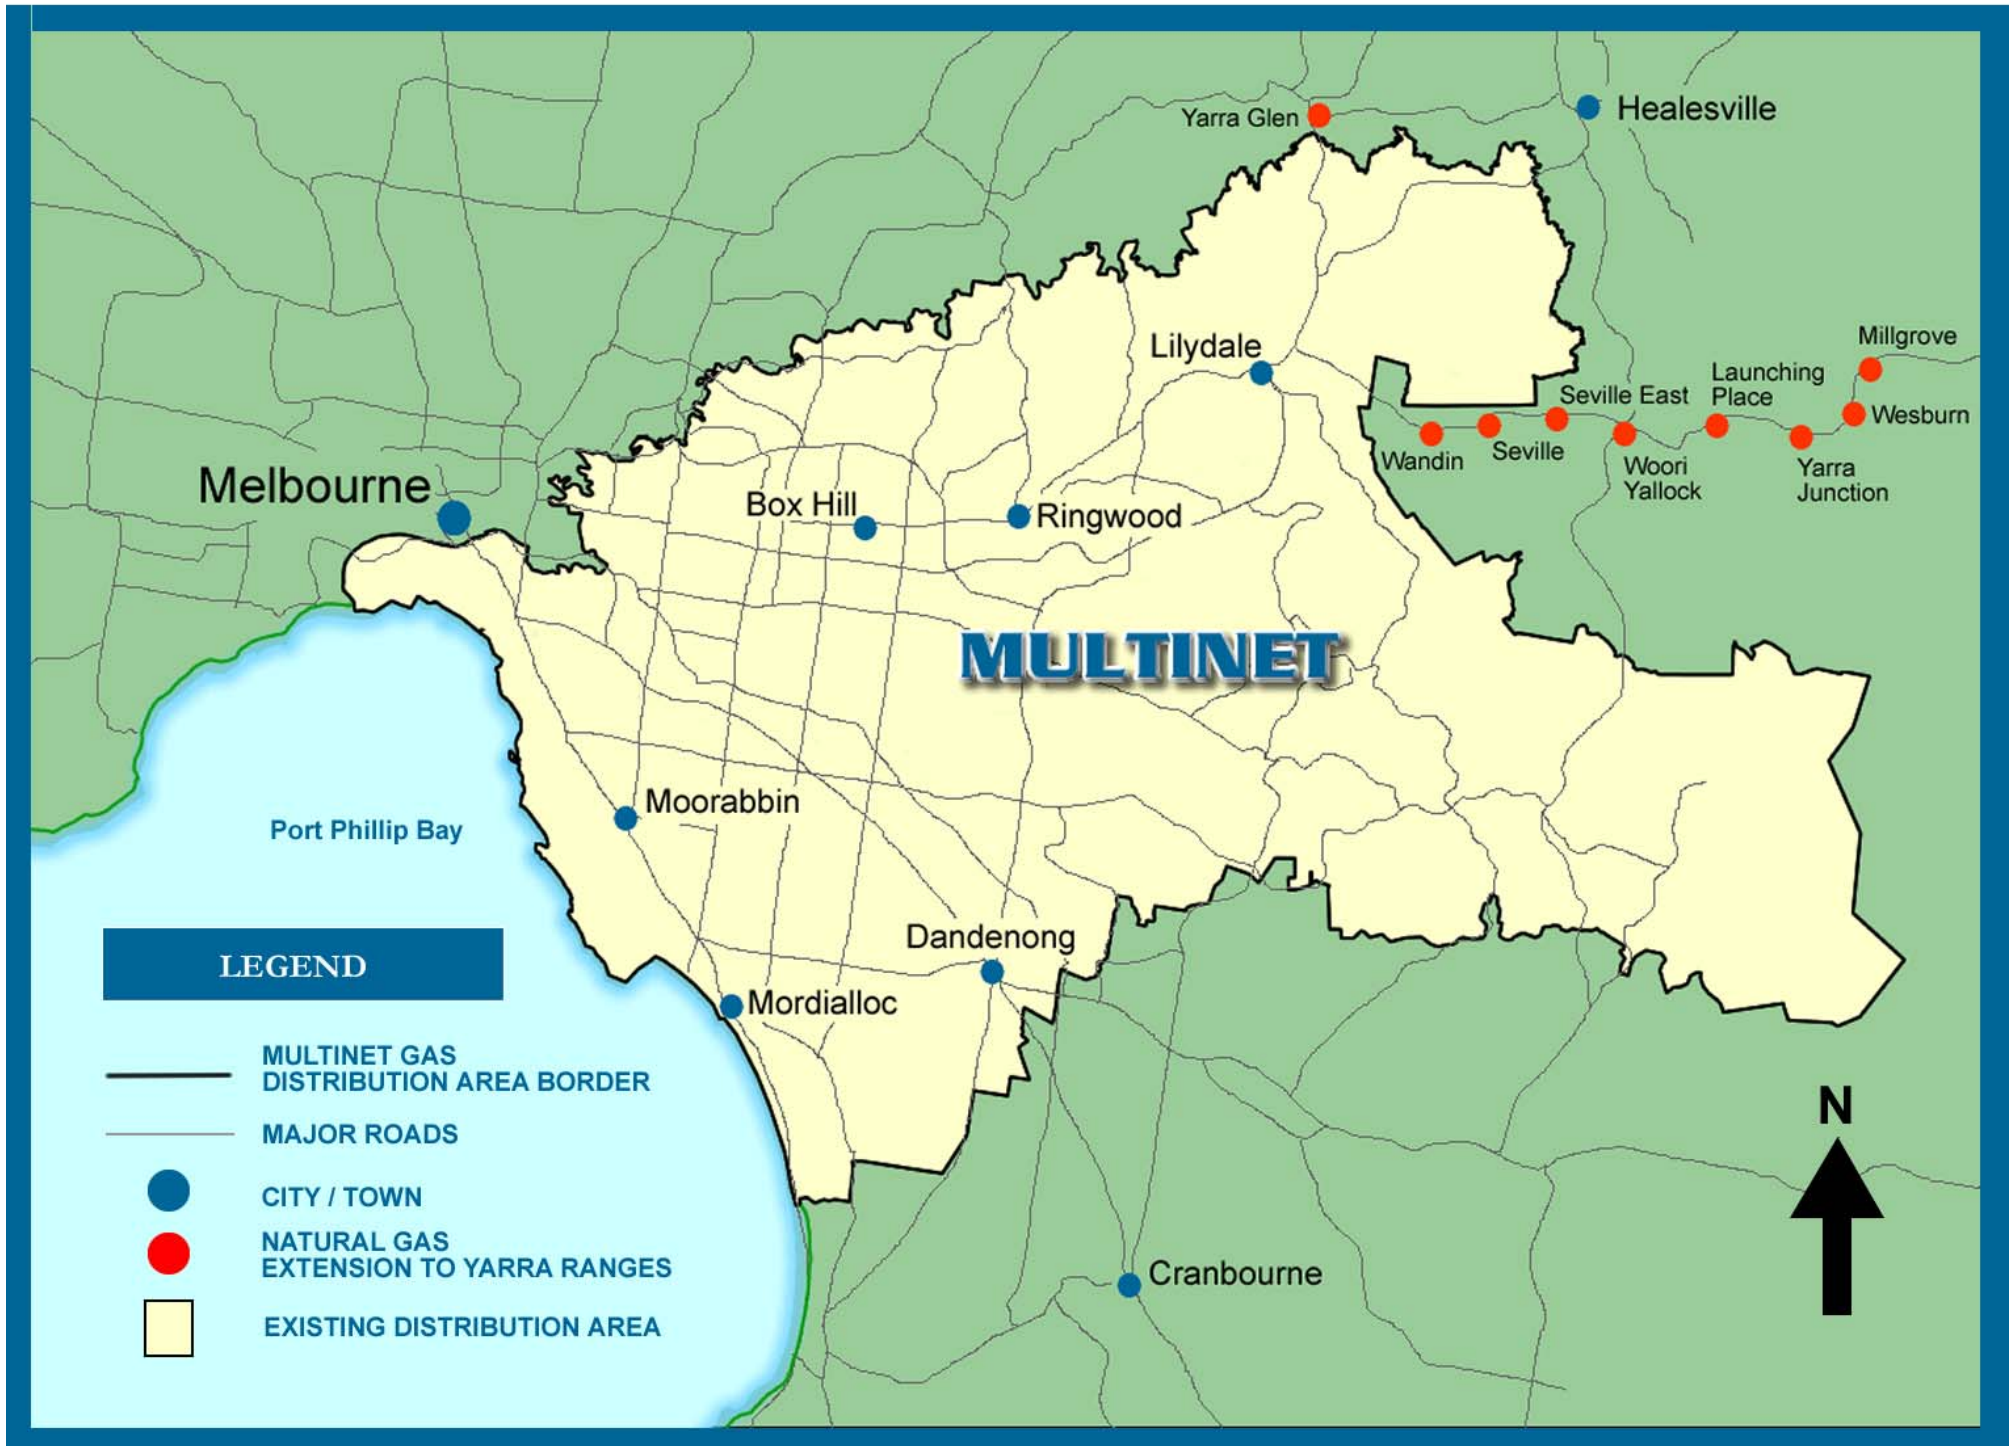 Yarra Glen
Healesville
Millgrove
Lilydale
Launching
Place
Seville East
Wesburn
Wandin
Seville
Woori
Yallock
Yarra
Junction
Melbourne
Box Hill
Ringwood
MULTINET
Moorabbin
Port Phillip Bay
Dandenong
Mordialloc
Cranbourne
N
LEGEND
MULTINET GAS
DISTRIBUTION AREA BORDER
MAJOR ROADS
CITY / TOWN
NATURAL GAS
EXTENSION TO YARRA RANGES
EXISTING DISTRIBUTION AREA